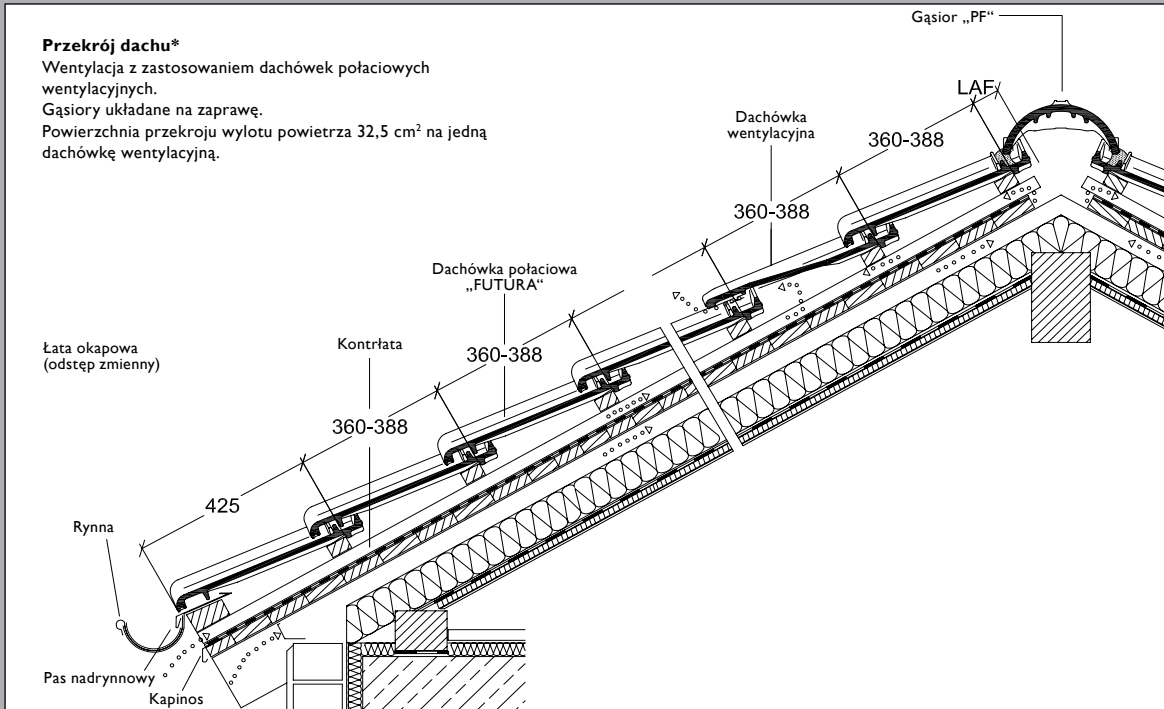 Przekrój dachu*
Wentylacja z zastosowaniem dachówek połaciowych
wentylacyjnych.
Gąsiory układane na zaprawę.
Powierzchnia przekroju wylotu powietrza 32,5 cm² na jedną
dachówkę wentylacyjną.
Gąsior „PF“
LAF
360-388
Dachówka
wentylacyjna
360-388
Dachówka połaciowa
„FUTURA“
360-388
Kontrłata
Łata okapowa
(odstęp zmienny)
360-388
425
Rynna
Pas nadrynnowy
Kapinos